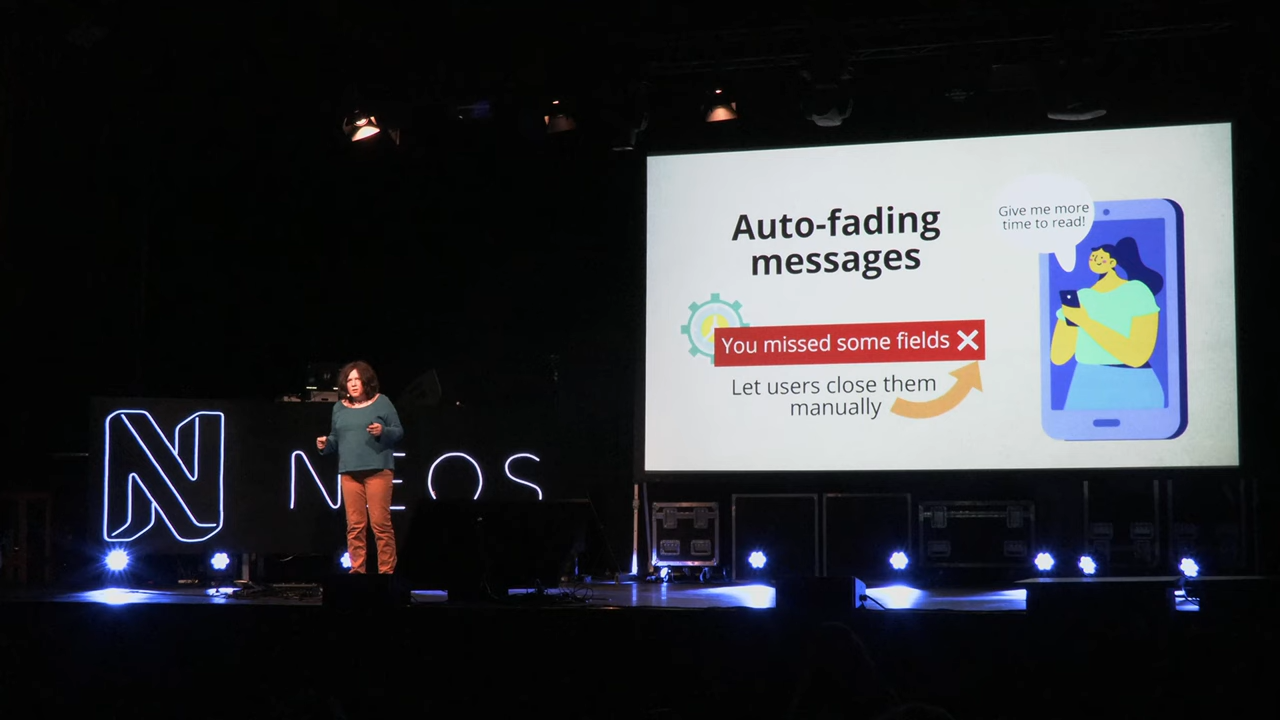 Auto-fading
messages
Give me more
time to read!
You missed some fields
Let users close them
manually
N NEOS